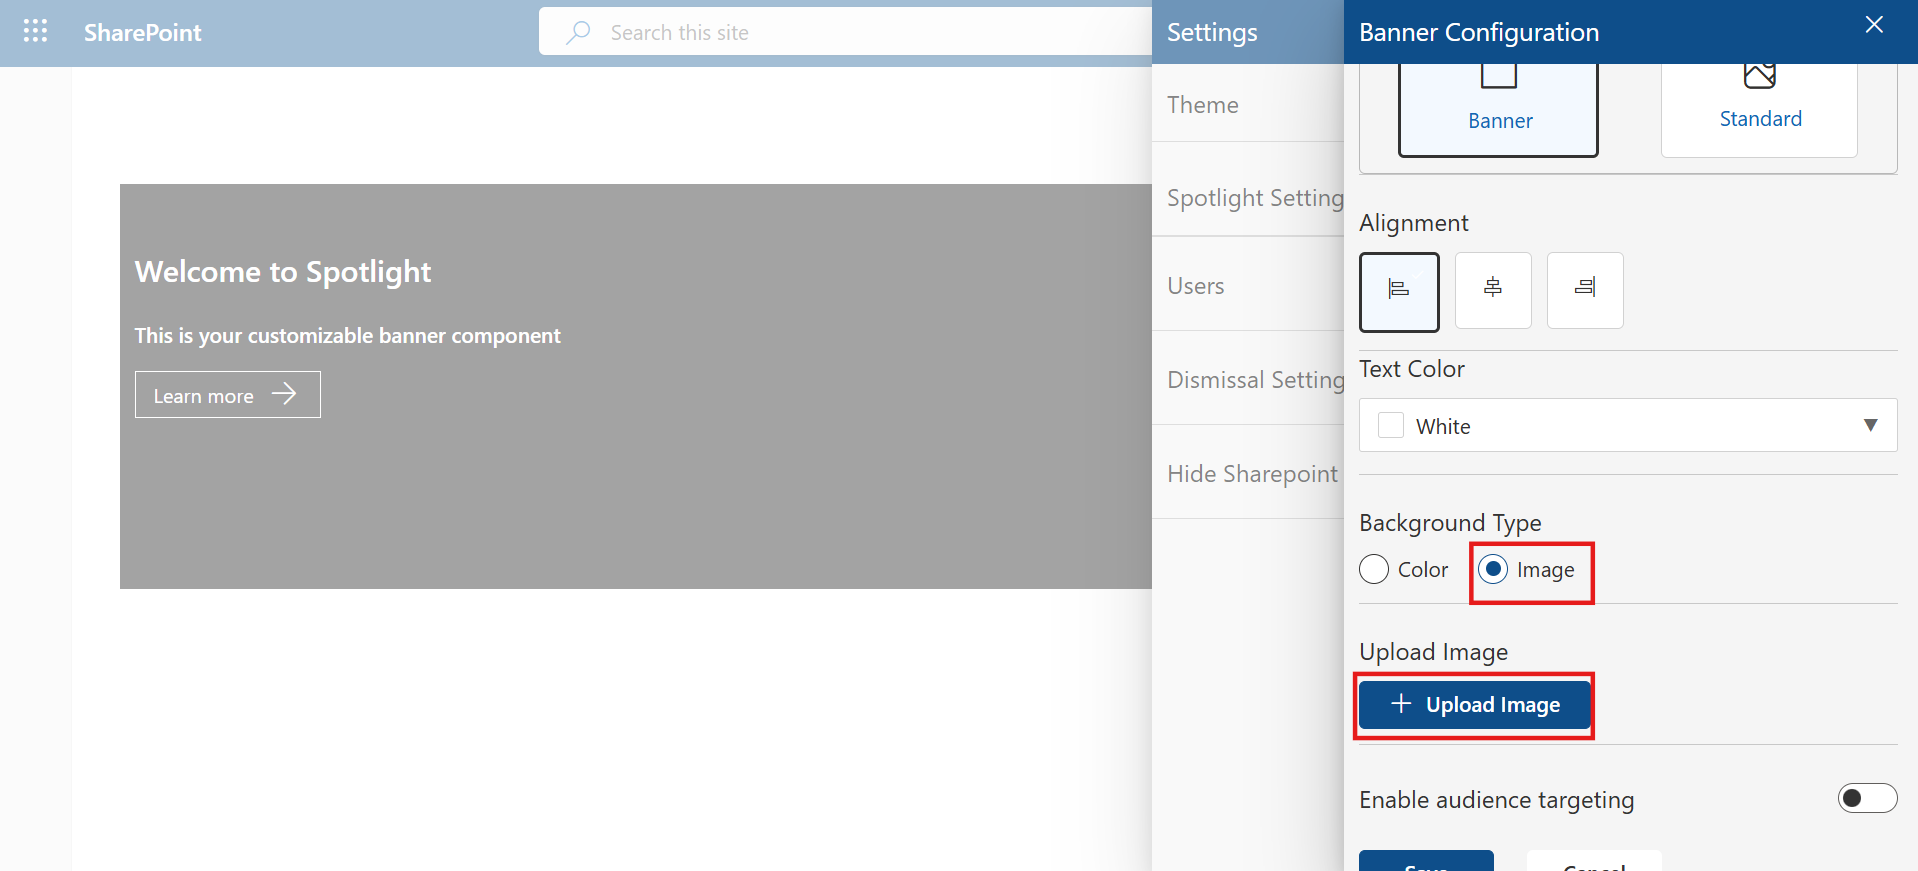 SharePoint
Search this site
Welcome to Spotlight
This is your customizable banner component
Learn more
Settings
Theme
Spotlight Setting
Users
Dismissal Setting
Hide Sharepoint
Banner Configuration
Banner
Standard
Alignment
Text Color
White
Background Type
Color
Image
Upload Image
Upload Image
Enable audience targeting
Save
Cancel